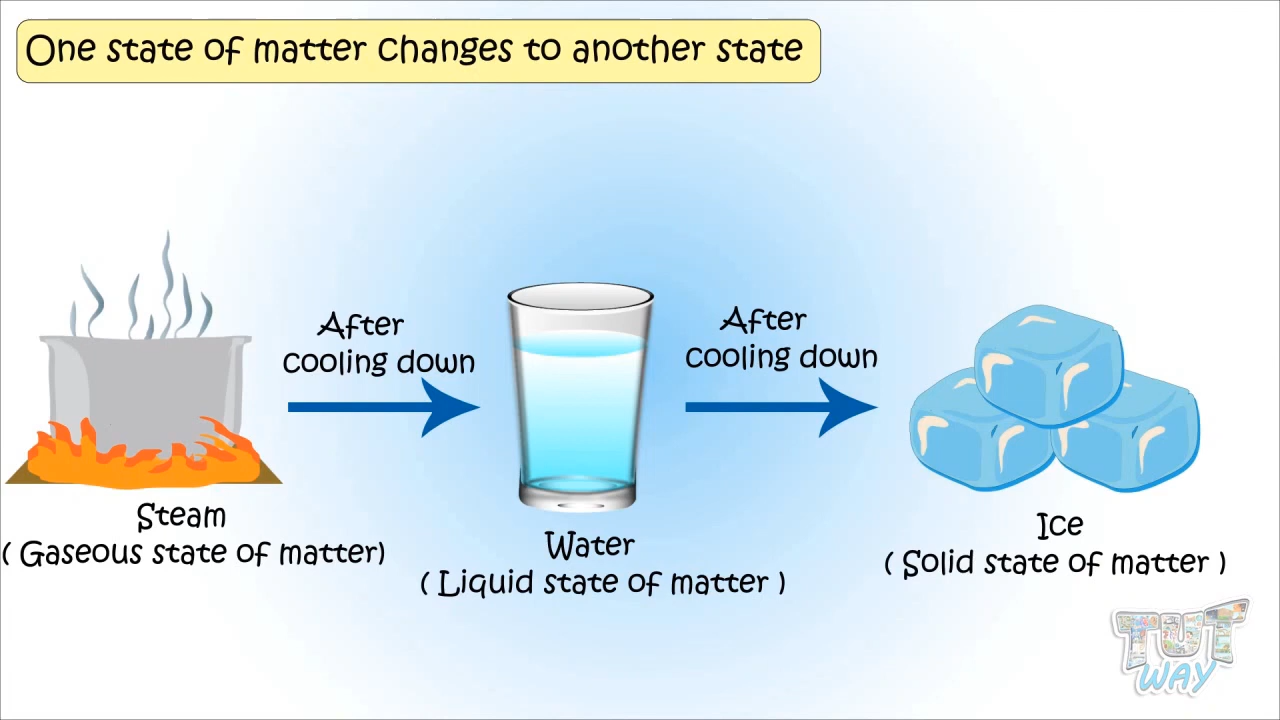 One state of matter changes to another state
After
cooling down
After
cooling down
Steam
( Gaseous state of matter)
Water
( Liquid state of matter )
Ice
( Solid state of matter )
TUT
WAY